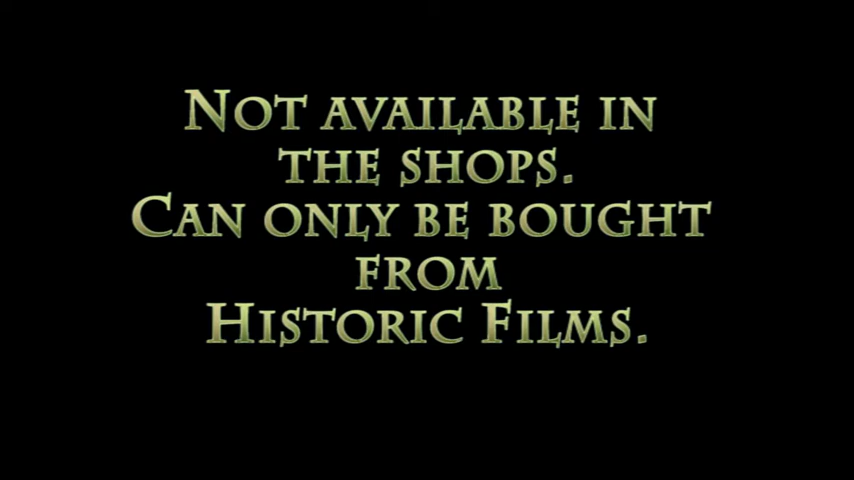 Not available in
the shops.
Can only be bought
from
Historic Films.